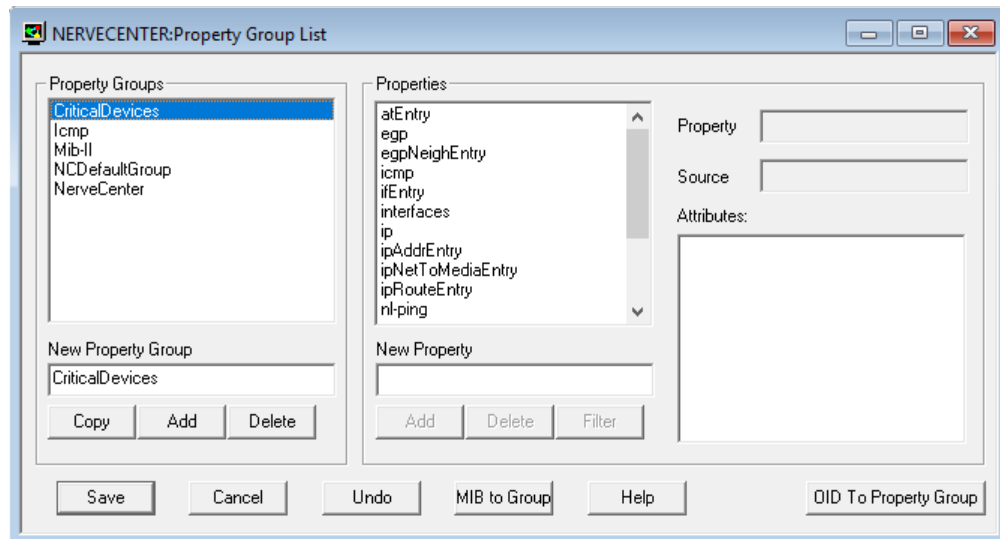 NERVECENTER:Property Group List
Property Groups
CriticalDevices
Icmp
Mib-II
NCDefaultGroup
NerveCenter
New Property Group
CriticalDevices
Copy
Add
Delete
Properties
atEntry
egp
egpNeighEntry
icmp
ifEntry
interfaces
ip
ipAddrEntry
ipNetToMediaEntry
ipRouteEntry
nl-ping
New Property
Add
Delete
Filter
Property
Source
Attributes:
Save
Cancel
Undo
MIB to Group
Help
OID To Property Group